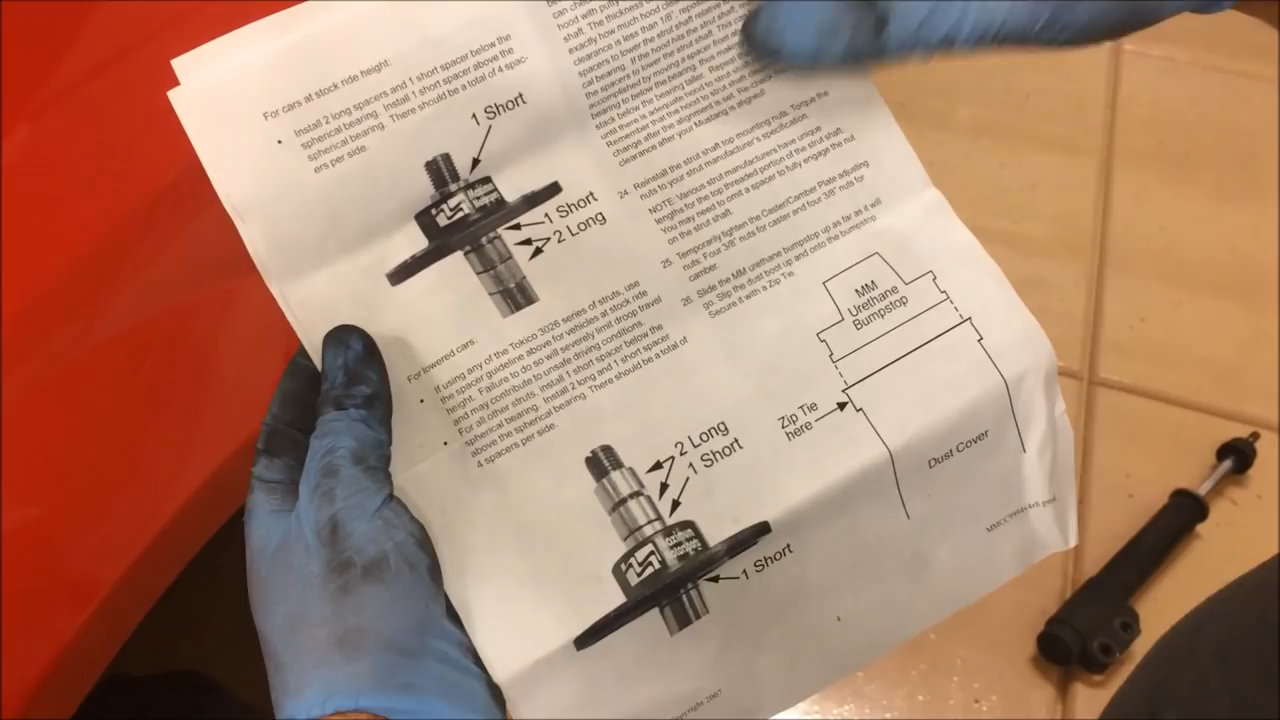 For cars at stock ride height:
• Install 2 long spacers and 1 short spacer below the
spherical bearing. Install 1 short spacer above the
spherical bearing. There should be a total of 4 spac-
ers per side.
1 Short
1 Short
2 Long
For lowered cars:
• If using any of the Tokico 3026 series of struts, use
the spacer guideline above for vehicles at stock ride
height. Failure to do so will severely limit droop travel
and may contribute to unsafe driving conditions.
• For all other struts, install 1 short spacer below the
spherical bearing. Install 2 long and 1 short spacer
above the spherical bearing. There should be a total of
4 spacers per side.
2 Long
1 Short
Maximum
Motorsports
1 Short
hood with putty
shaft. The thickness
exactly how much hood
clearance is less than 1/8",
spacers to lower the strut shaft relative
cal bearing. If the hood hits the strut shaft,
the spacers to lower the strut shaft. This can
accomplished by moving a spacer from
bearing to below the bearing, thus
stack below the bearing taller. Repeat
until there is adequate hood to strut shaft
Remember that the hood to strut shaft
change after the alignment is set. Re-check
clearance after your Mustang is aligned!
24. Reinstall the strut shaft top mounting nuts. Torque the
nuts to your strut manufacturer's specification.
NOTE: Various strut manufacturers have unique
lengths for the top threaded portion of the strut shaft.
You may need to omit a spacer to fully engage the nut
on the strut shaft.
25. Temporarily tighten the Caster/Camber Plate adjusting
nuts: Four 3/8" nuts for caster and four 3/8" nuts for
camber.
26. Slide the MM urethane bumpstop up as far as it will
go. Slip the dust boot up and onto the bumpstop.
Secure it with a Zip Tie.
MM
Urethane
Bumpstop
Zip Tie
here
Dust Cover
4
2007